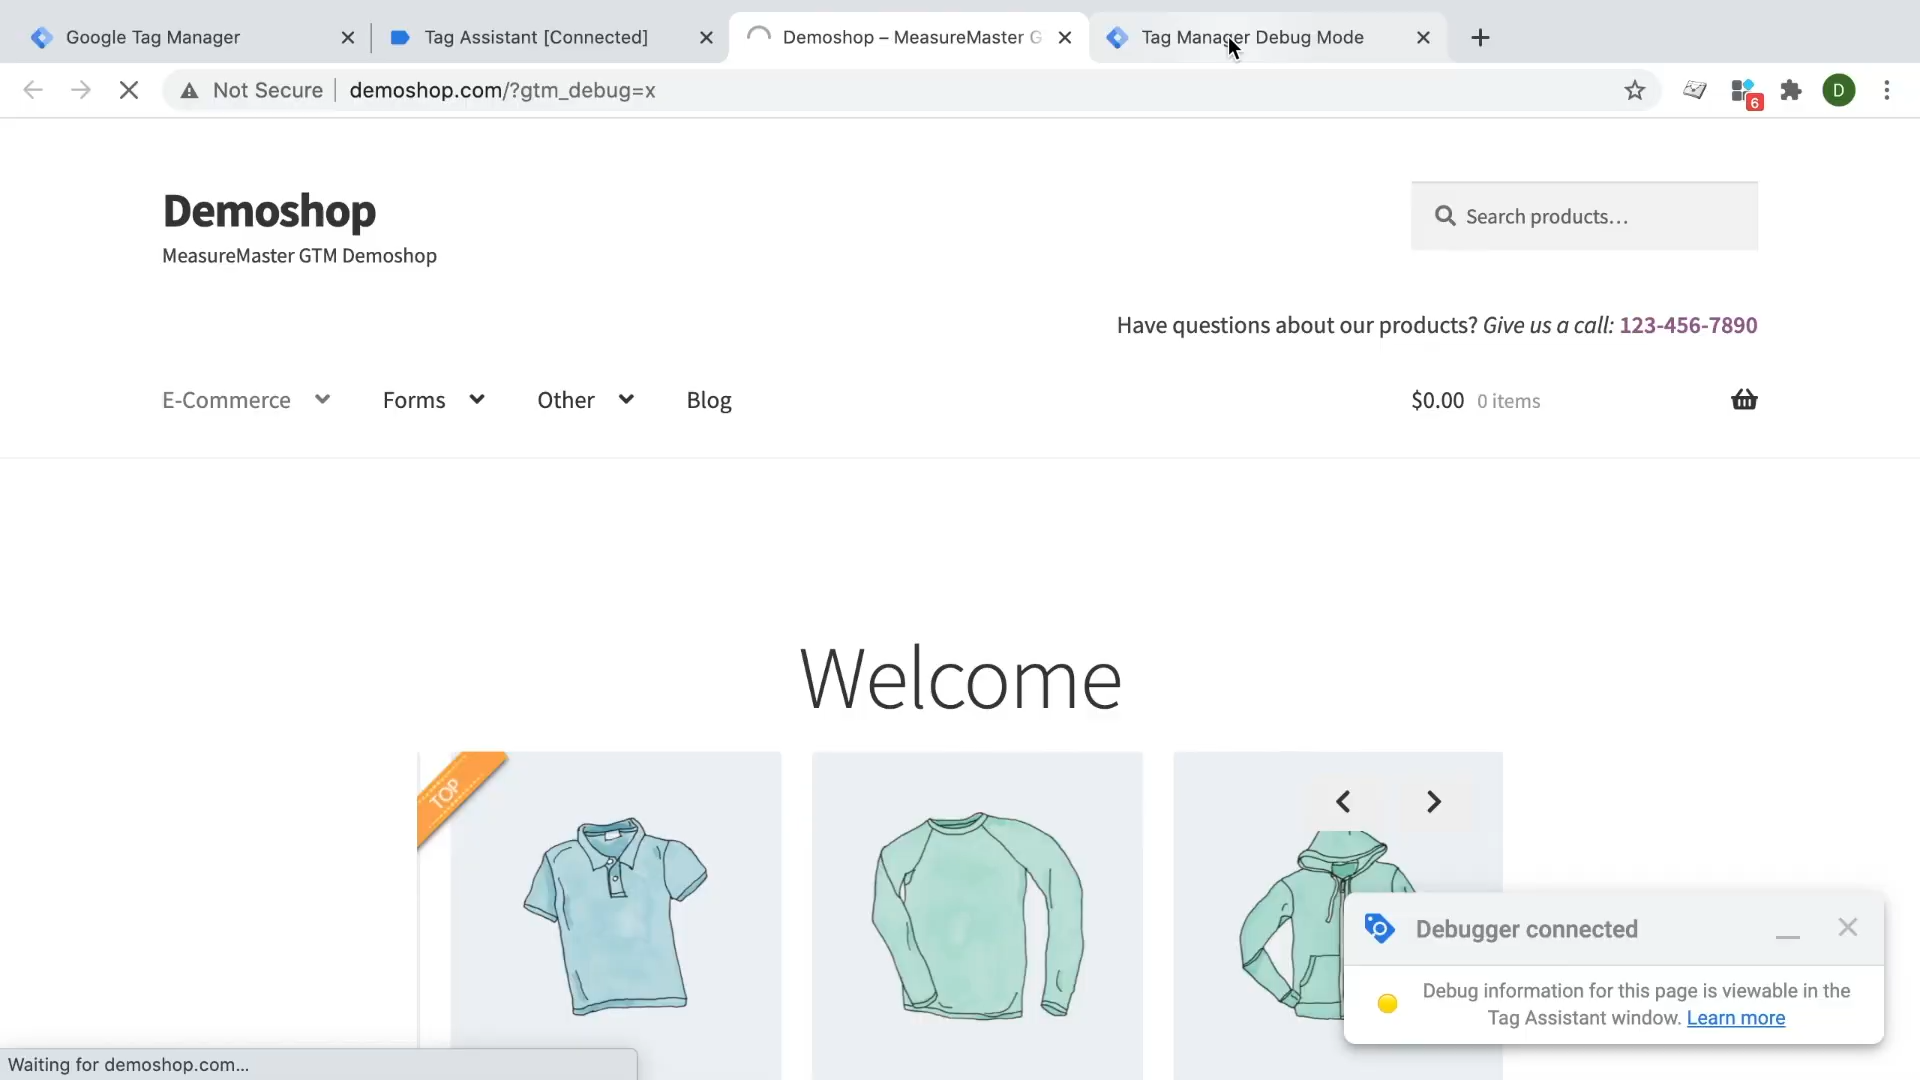 Google Tag Manager
Tag Assistant [Connected]
Demoshop – MeasureMaster G
Tag Manager Debug Mode
Not Secure
demoshop.com/?gtm_debug=x
6
D
Demoshop
MeasureMaster GTM Demoshop
Search products…
Have questions about our products? Give us a call: 123-456-7890
E-Commerce
Forms
Other
Blog
$0.00 0 items
Welcome
TOP
Debugger connected
Debug information for this page is viewable in the
Tag Assistant window. Learn more
Waiting for demoshop.com...